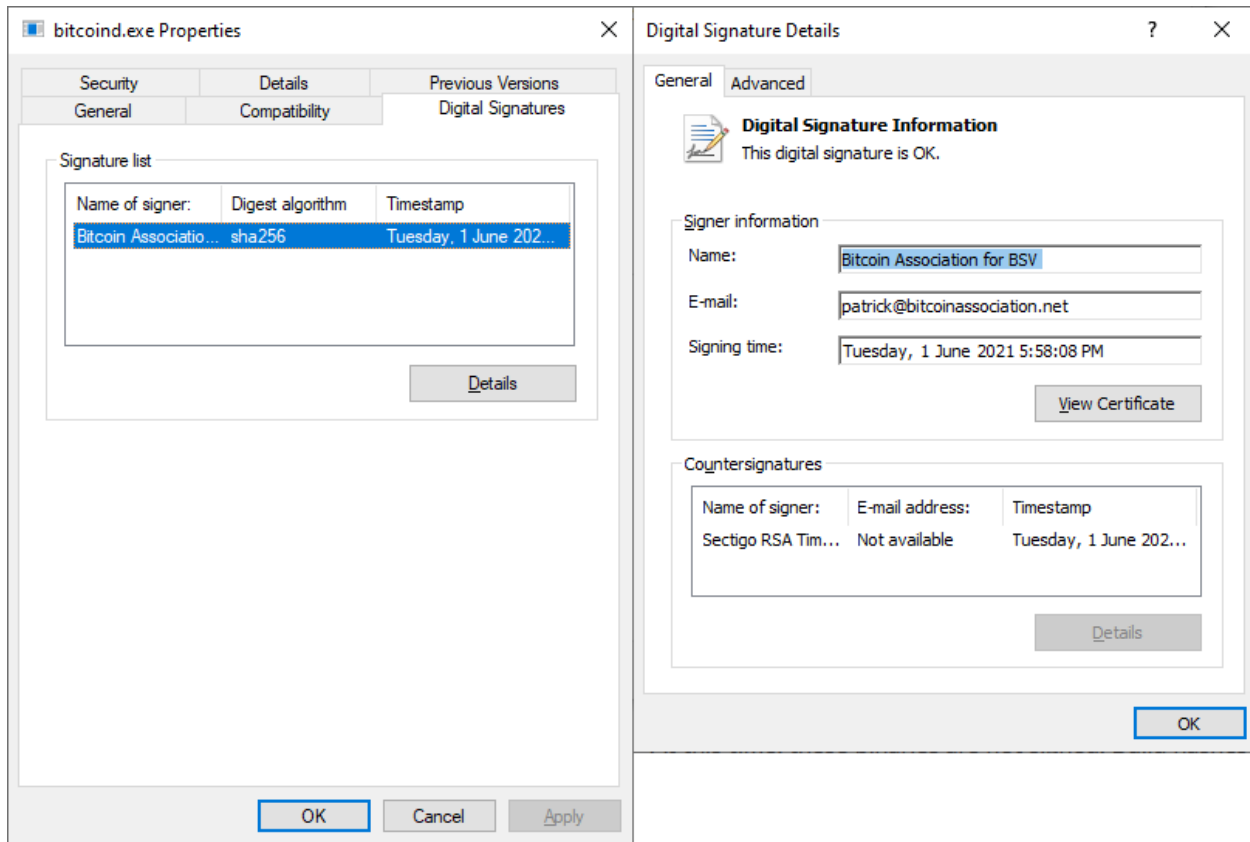 bitcoind.exe Properties
Security Details Previous Versions
General Compatibility Digital Signatures
Signature list
Name of signer: Digest algorithm Timestamp
Bitcoin Associatio... sha256 Tuesday, 1 June 202...
Details
OK Cancel Apply
Digital Signature Details ?
General Advanced
Digital Signature Information
This digital signature is OK.
Signer information
Name: Bitcoin Association for BSV
E-mail: patrick@bitcoinassociation.net
Signing time: Tuesday, 1 June 2021 5:58:08 PM
View Certificate
Countersignatures
Name of signer: E-mail address: Timestamp
Sectigo RSA Tim... Not available Tuesday, 1 June 202...
Details
OK